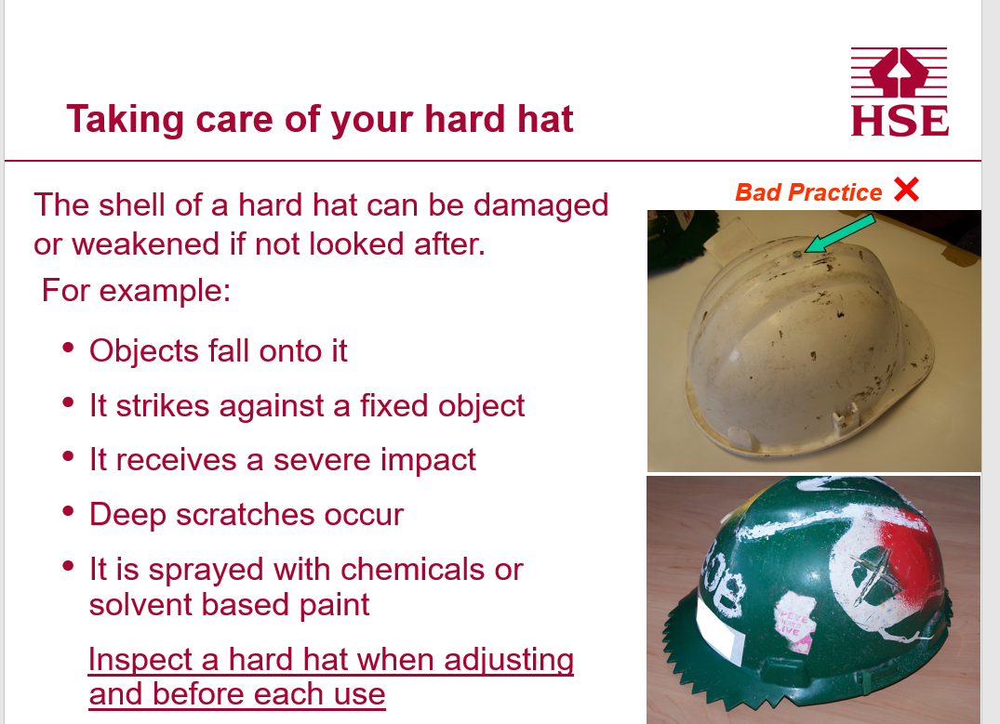 HSE
Taking care of your hard hat
The shell of a hard hat can be damaged
or weakened if not looked after.
For example:
• Objects fall onto it
• It strikes against a fixed object
• It receives a severe impact
• Deep scratches occur
• It is sprayed with chemicals or
solvent based paint
Inspect a hard hat when adjusting
and before each use
Bad Practice
LIVE